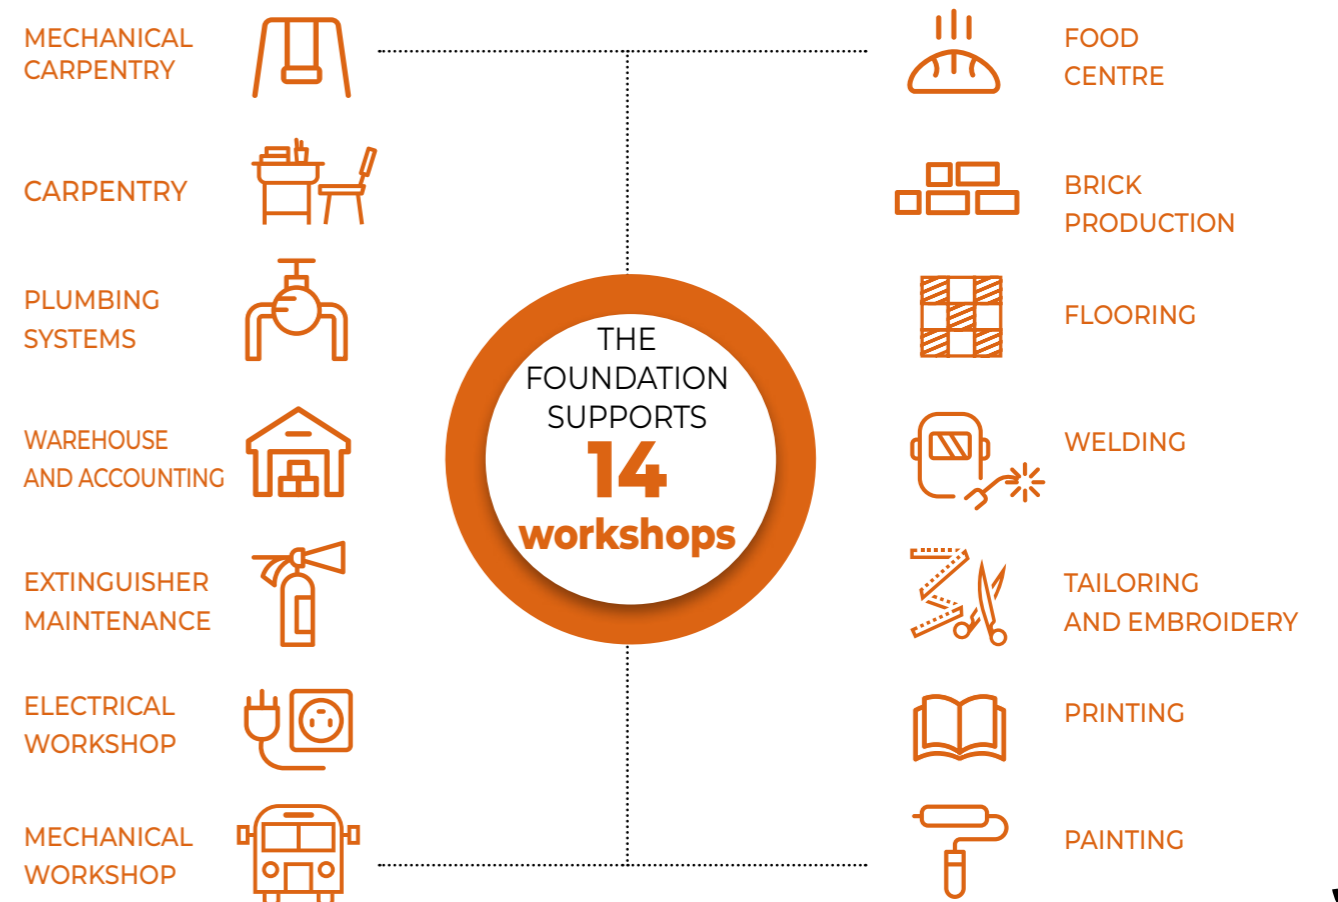 MECHANICAL
CARPENTRY
CARPENTRY
PLUMBING
SYSTEMS
WAREHOUSE
AND ACCOUNTING
EXTINGUISHER
MAINTENANCE
ELECTRICAL
WORKSHOP
MECHANICAL
WORKSHOP
THE
FOUNDATION
SUPPORTS
14
workshops
FOOD
CENTRE
BRICK
PRODUCTION
FLOORING
WELDING
TAILORING
AND EMBROIDERY
PRINTING
PAINTING